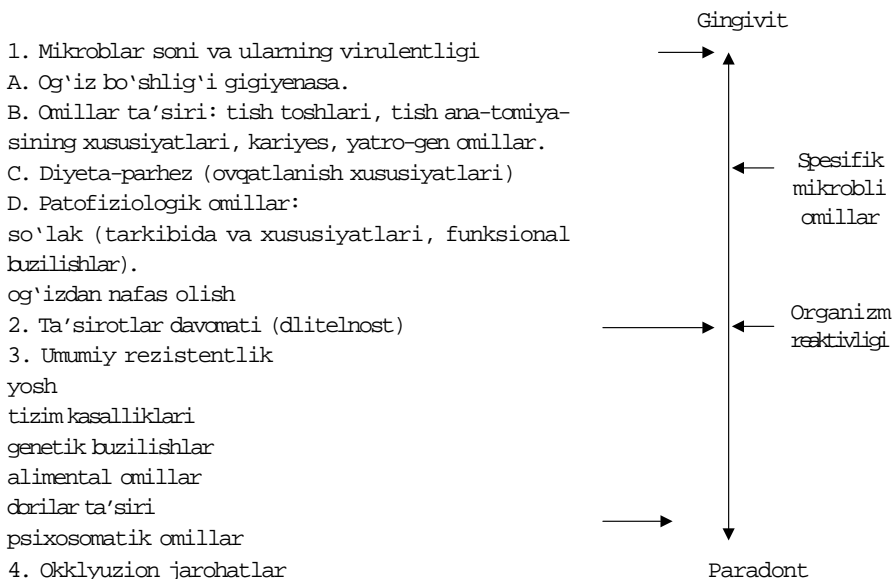 Gingivit
1. Mikroblar soni va ularning virulentligi
A. Og‘iz bo‘shlig‘i gigiyenasa.
B. Omillar ta’siri: tish toshlari, tish ana-tomiya-
sining xususiyatlari, kariyes, yatro-gen omillar.
C. Diyeta-parhez (ovqatlanish xususiyatlari)
D. Patofiziologik omillar:
so‘lak (tarkibida va xususiyatlari, funksional
buzilishlar).
og‘izdan nafas olish
2. Ta’sirotlar davomati (dlitelnost)
3. Umumiy rezistentlik
yosh
tizim kasalliklari
genetik buzilishlar
alimental omillar
dorilar ta’siri
psixosomatik omillar
4. Okklyuzion jarohatlar
Spesifik
mikrobli
omillar
Organizm
reaktivligi
Paradont